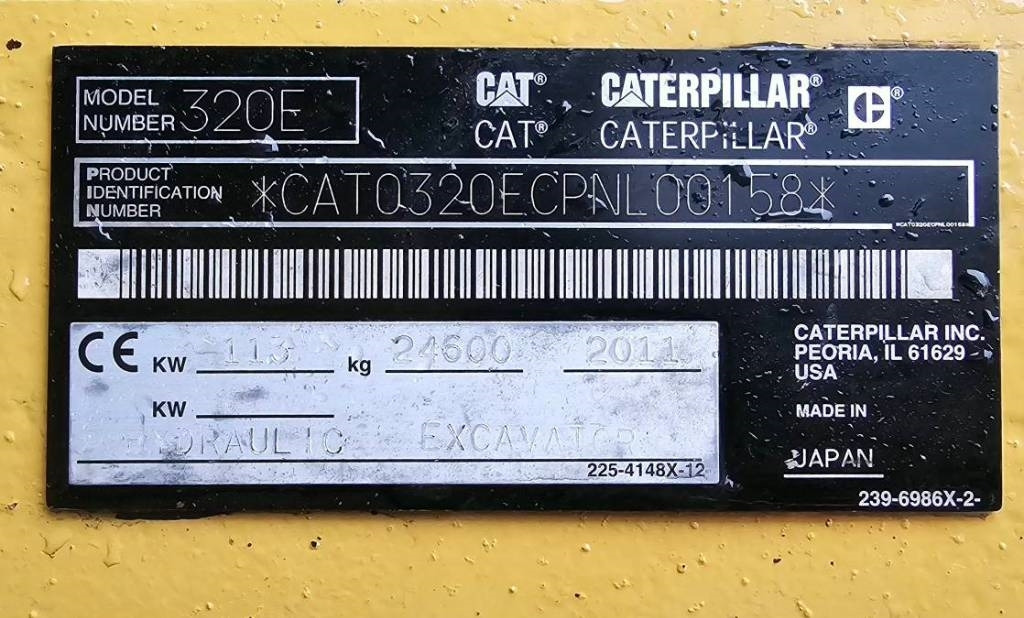 MODEL
NUMBER 320E
CAT® CATERPILLAR® C®
CAT® CATERPILLAR®
PRODUCT
IDENTIFICATION
NUMBER
*CAT0320ECPNL00158*
*CAT0320ECPNL00158*
CE KW 113 kg 24600 2011
KW
HYDRAULIC EXCAVATOR
225-4148X-12
CATERPILLAR INC.
PEORIA, IL 61629
USA
MADE IN
JAPAN
239-6986X-2-